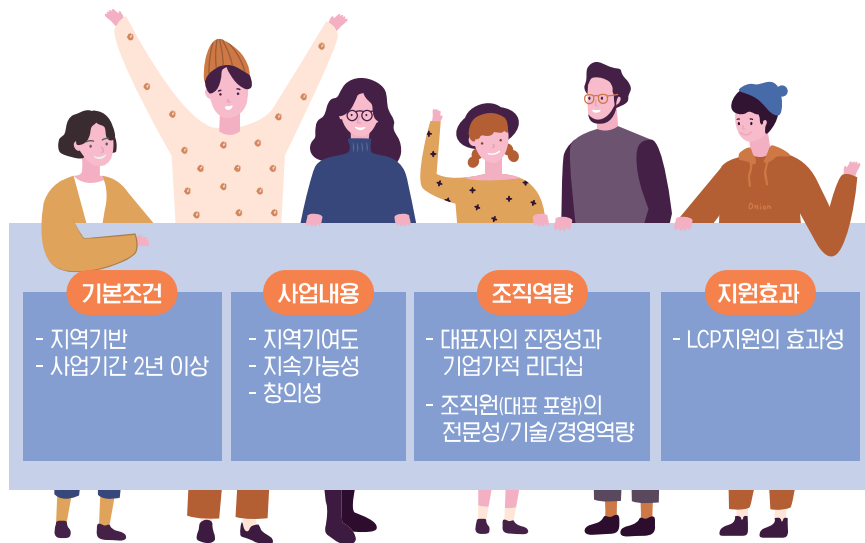 기본조건
- 지역기반
- 사업기간 2년 이상
사업내용
- 지역기여도
- 지속가능성
- 창의성
조직역량
- 대표자의 진정성과
기업가적 리더십
- 조직원(대표 포함)의
전문성/기술/경영역량
지원효과
- LCP지원의 효과성